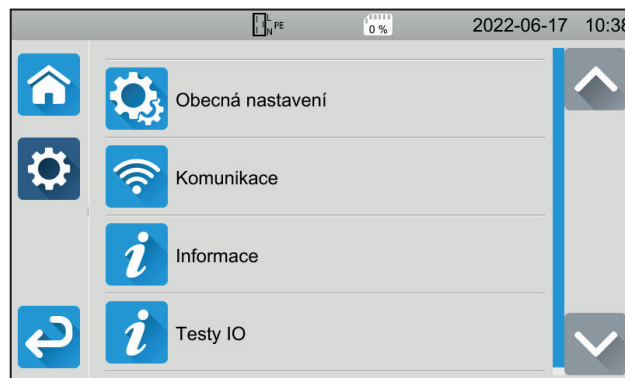 L
N PE
0 %
2022-06-17 10:38
Obecná nastavení
Komunikace
Informace
Testy IO